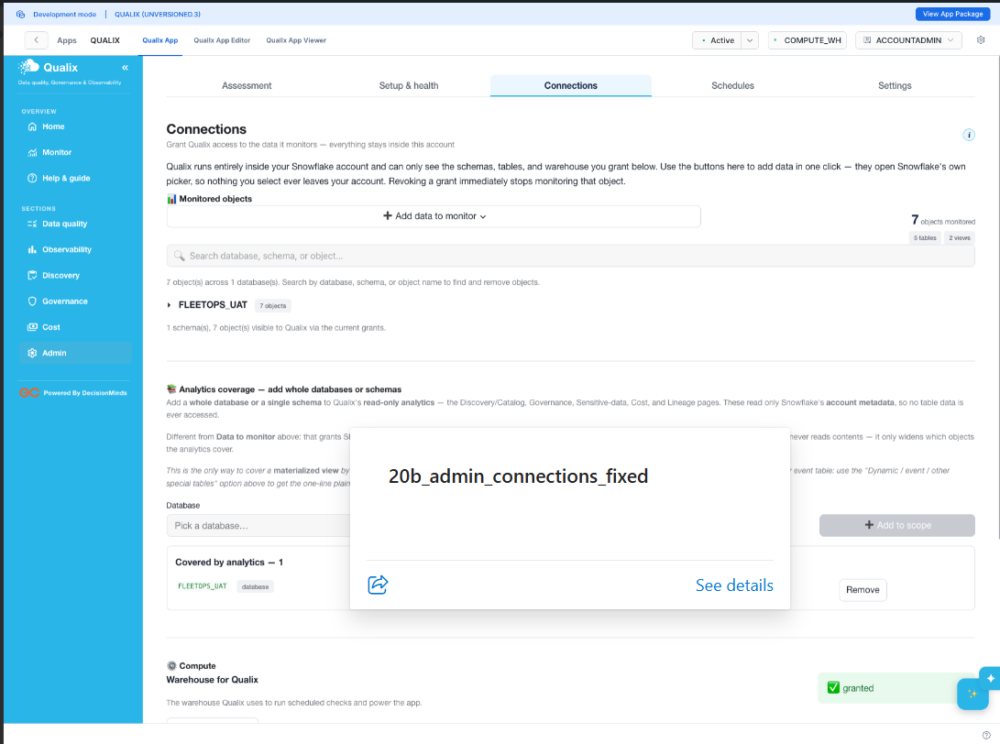 Development mode | QUALIX (UNVERSIONED.3)
View App Package
Apps QUALIX Qualix App Qualix App Editor Qualix App Viewer
Active COMPUTE_WH ACCOUNTADMIN
Qualix «
Data quality, Governance & Observability
OVERVIEW
Home
Monitor
Help & guide
SECTIONS
Data quality
Observability
Discovery
Governance
Cost
Admin
Powered By DecisionMinds
Assessment Setup & health Connections Schedules Settings
Connections
Grant Qualix access to the data it monitors — everything stays inside this account
Qualix runs entirely inside your Snowflake account and can only see the schemas, tables, and warehouse you grant below. Use the buttons here to add data in one click — they open Snowflake's own
picker, so nothing you select ever leaves your account. Revoking a grant immediately stops monitoring that object.
Monitored objects
+ Add data to monitor
7 objects monitored
5 tables 2 views
Search database, schema, or object...
7 object(s) across 1 database(s). Search by database, schema, or object name to find and remove objects.
FLEETOPS_UAT 7 objects
1 schema(s), 7 object(s) visible to Qualix via the current grants.
Analytics coverage — add whole databases or schemas
Add a whole database or a single schema to Qualix's read-only analytics — the Discovery/Catalog, Governance, Sensitive-data, Cost, and Lineage pages. These read only Snowflake's account metadata, so no table data is
ever accessed.
Different from Data to monitor above: that grants never reads contents — it only widens which objects
the analytics cover.
This is the only way to cover a materialized view by event table: use the "Dynamic / event / other
special tables" option above to get the one-line
Database
Pick a database...
+ Add to scope
Covered by analytics — 1
FLEETOPS_UAT database
Remove
20b_admin_connections_fixed
See details
Compute
Warehouse for Qualix
granted
The warehouse Qualix uses to run scheduled checks and power the app.